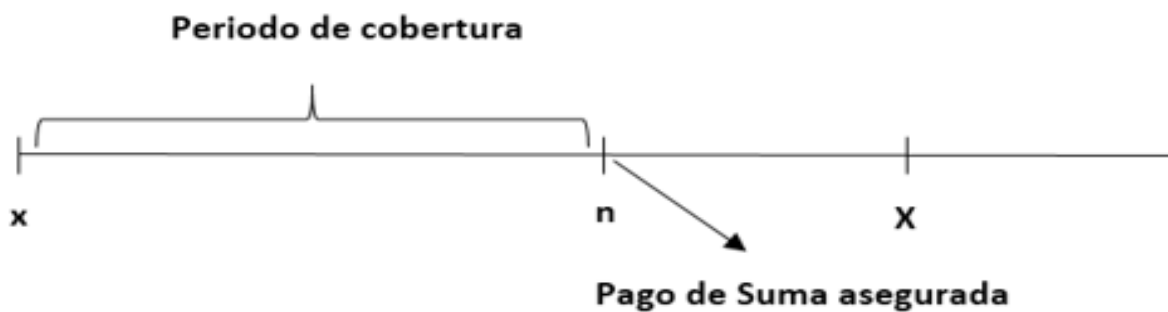 Periodo de cobertura
x
n
X
Pago de Suma asegurada